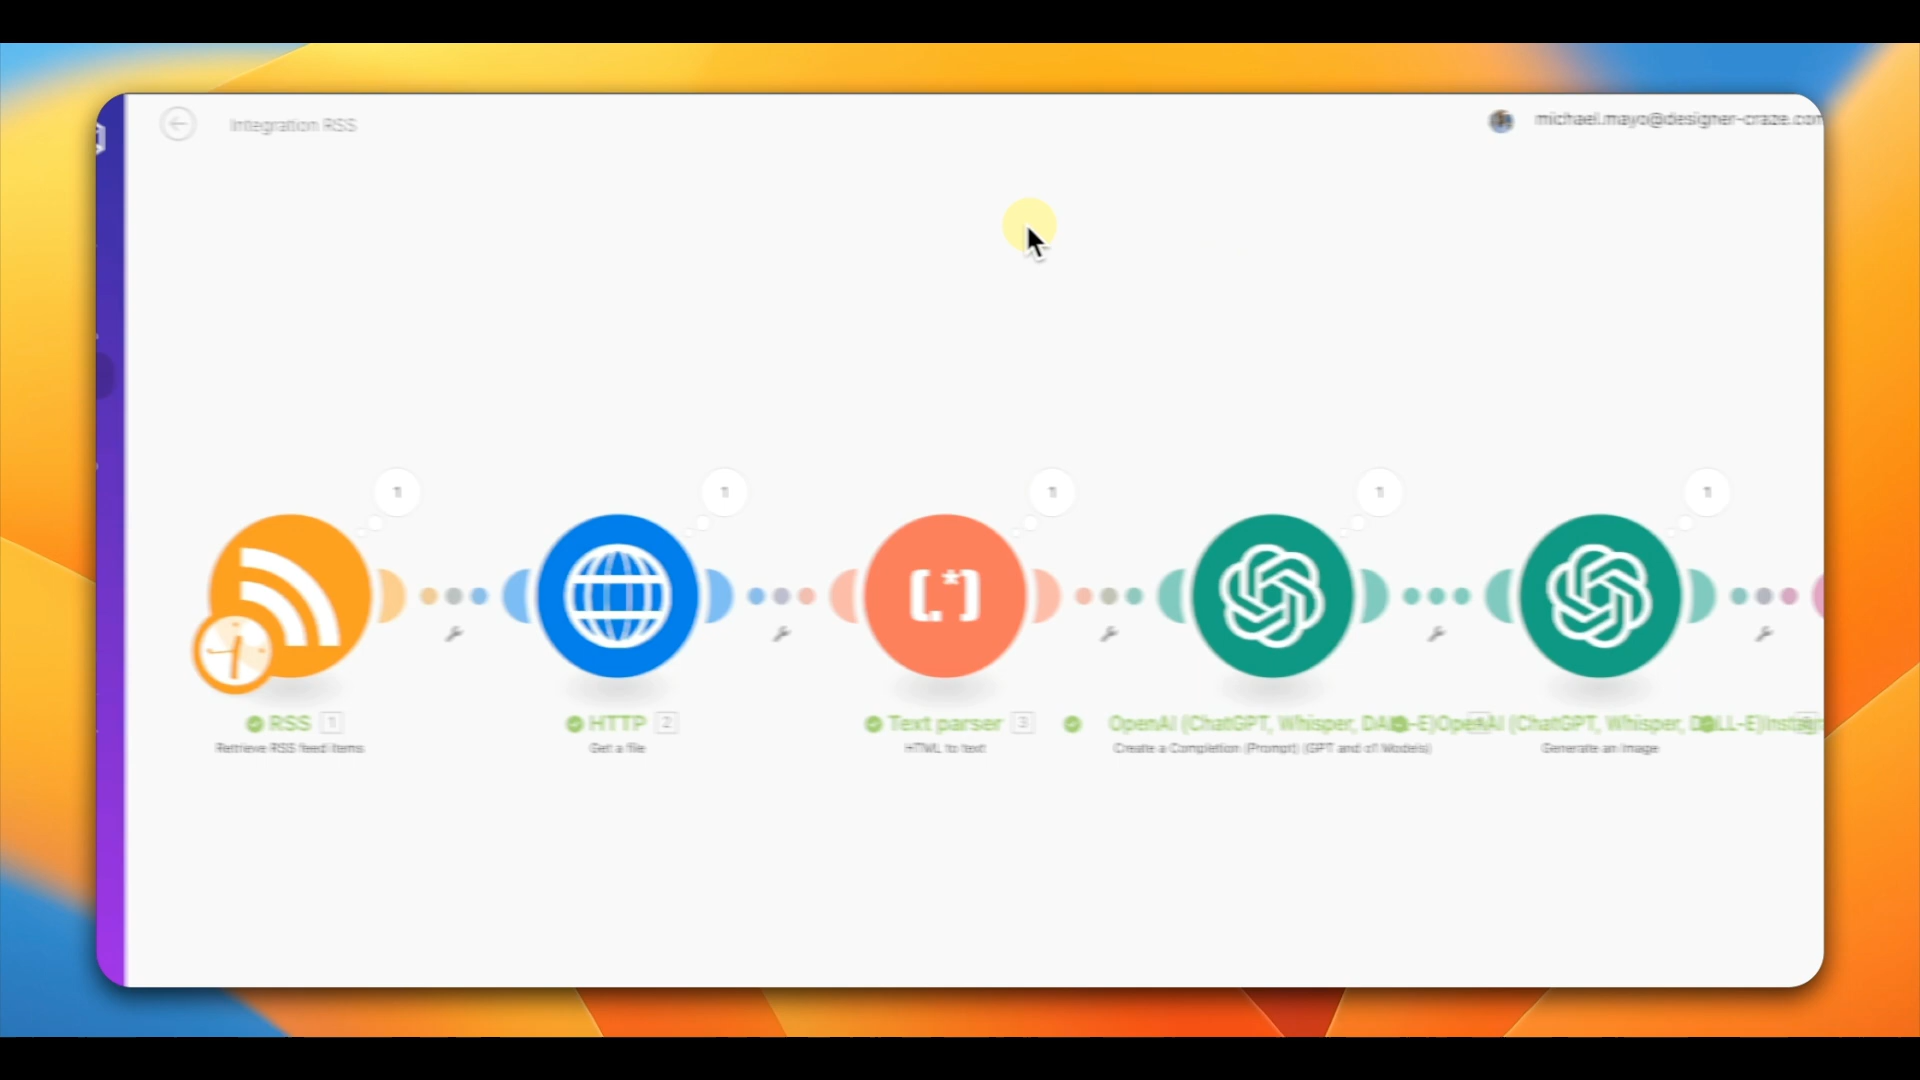 Integration RSS
michael.mayo@designer-craze.com
1
1
1
1
1
RSS 1
Retrieve RSS feed items
HTTP 2
Get a file
[.*]
Text parser 3
HTML to text
OpenAI (ChatGPT, Whisper, DALL-E)
Create a Completion (Prompt) (GPT and o1 Models)
OpenAI (ChatGPT, Whisper, DALL-E)
Generate an image